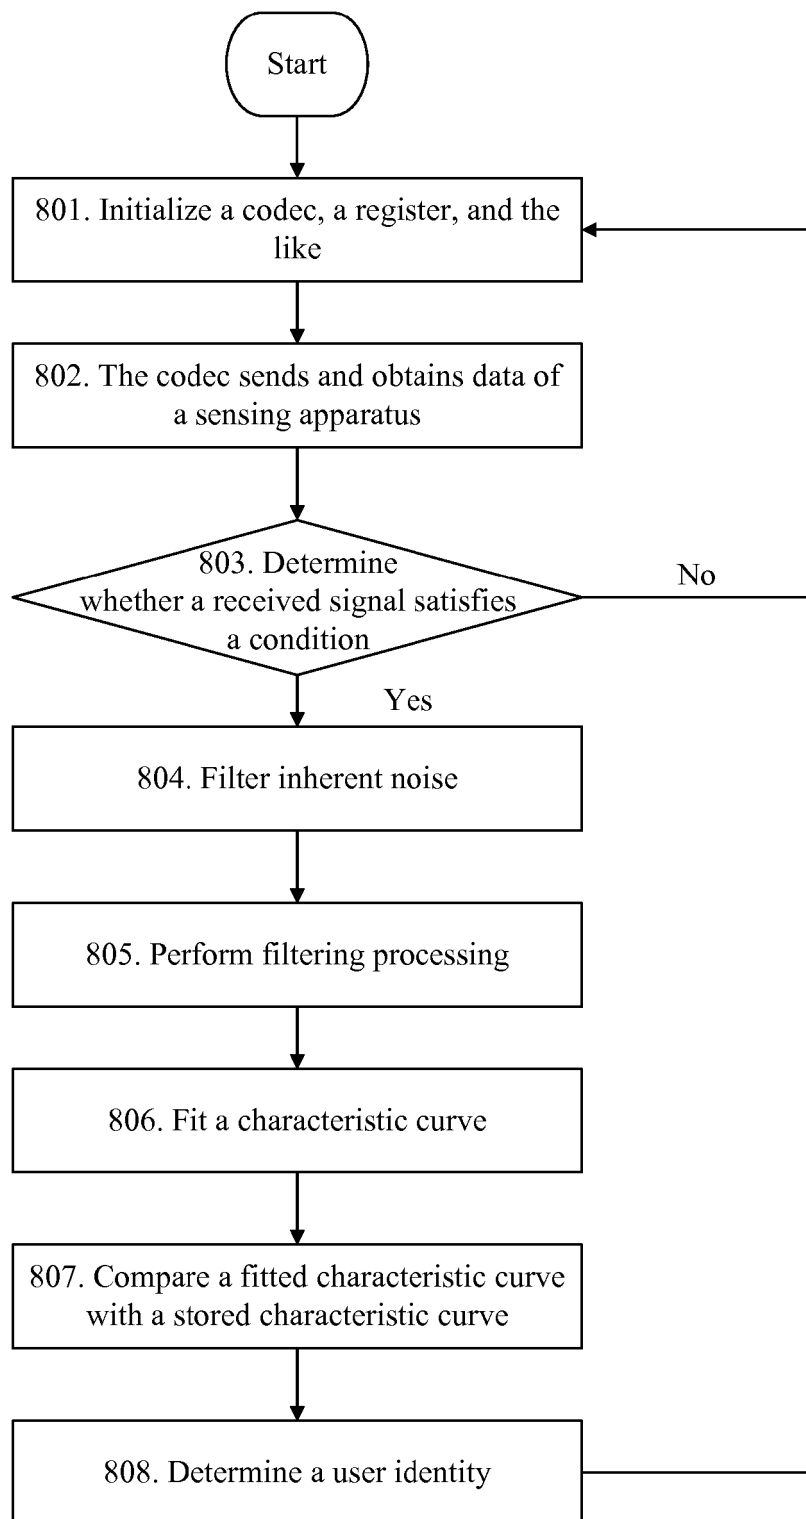 Start
801. Initialize a codec, a register, and the
like
802. The codec sends and obtains data of
a sensing apparatus
803. Determine
whether a received signal satisfies
a condition
No
Yes
804. Filter inherent noise
805. Perform filtering processing
806. Fit a characteristic curve
807. Compare a fitted characteristic curve
with a stored characteristic curve
808. Determine a user identity